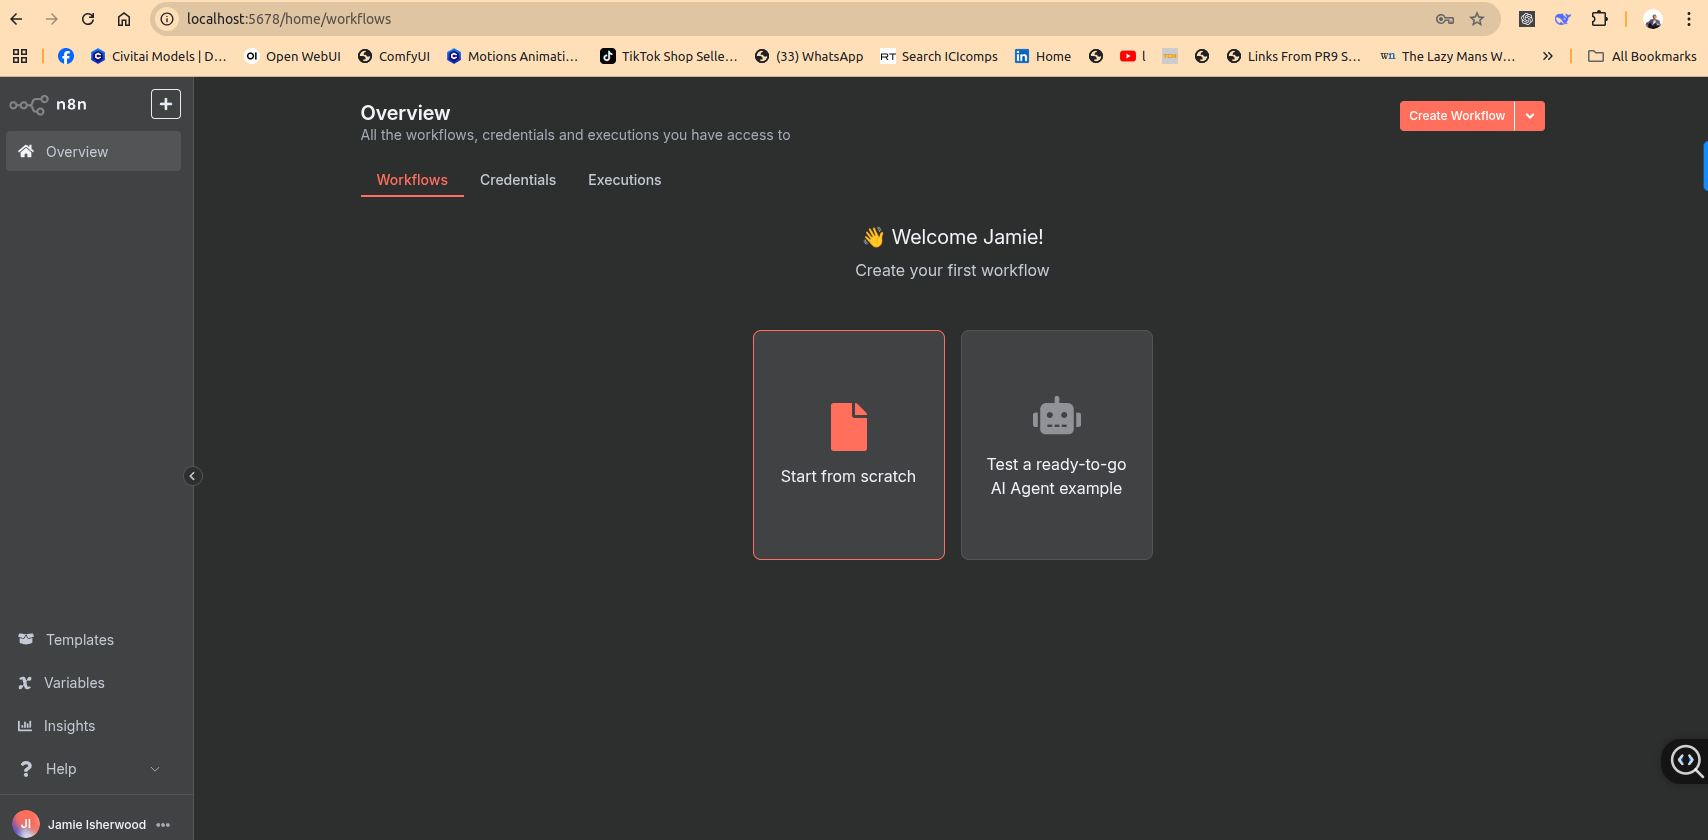 localhost:5678/home/workflows
Civitai Models | D...
OI Open WebUI
ComfyUI
Motions Animati...
TikTok Shop Selle...
(33) WhatsApp
RT Search ICIcomps
in Home
l
Links From PR9 S...
wn The Lazy Mans W...
All Bookmarks
n8n
Overview
Overview
All the workflows, credentials and executions you have access to
Create Workflow
Workflows Credentials Executions
👋 Welcome Jamie!
Create your first workflow
Start from scratch
Test a ready-to-go
AI Agent example
Templates
Variables
Insights
Help
JI Jamie Isherwood